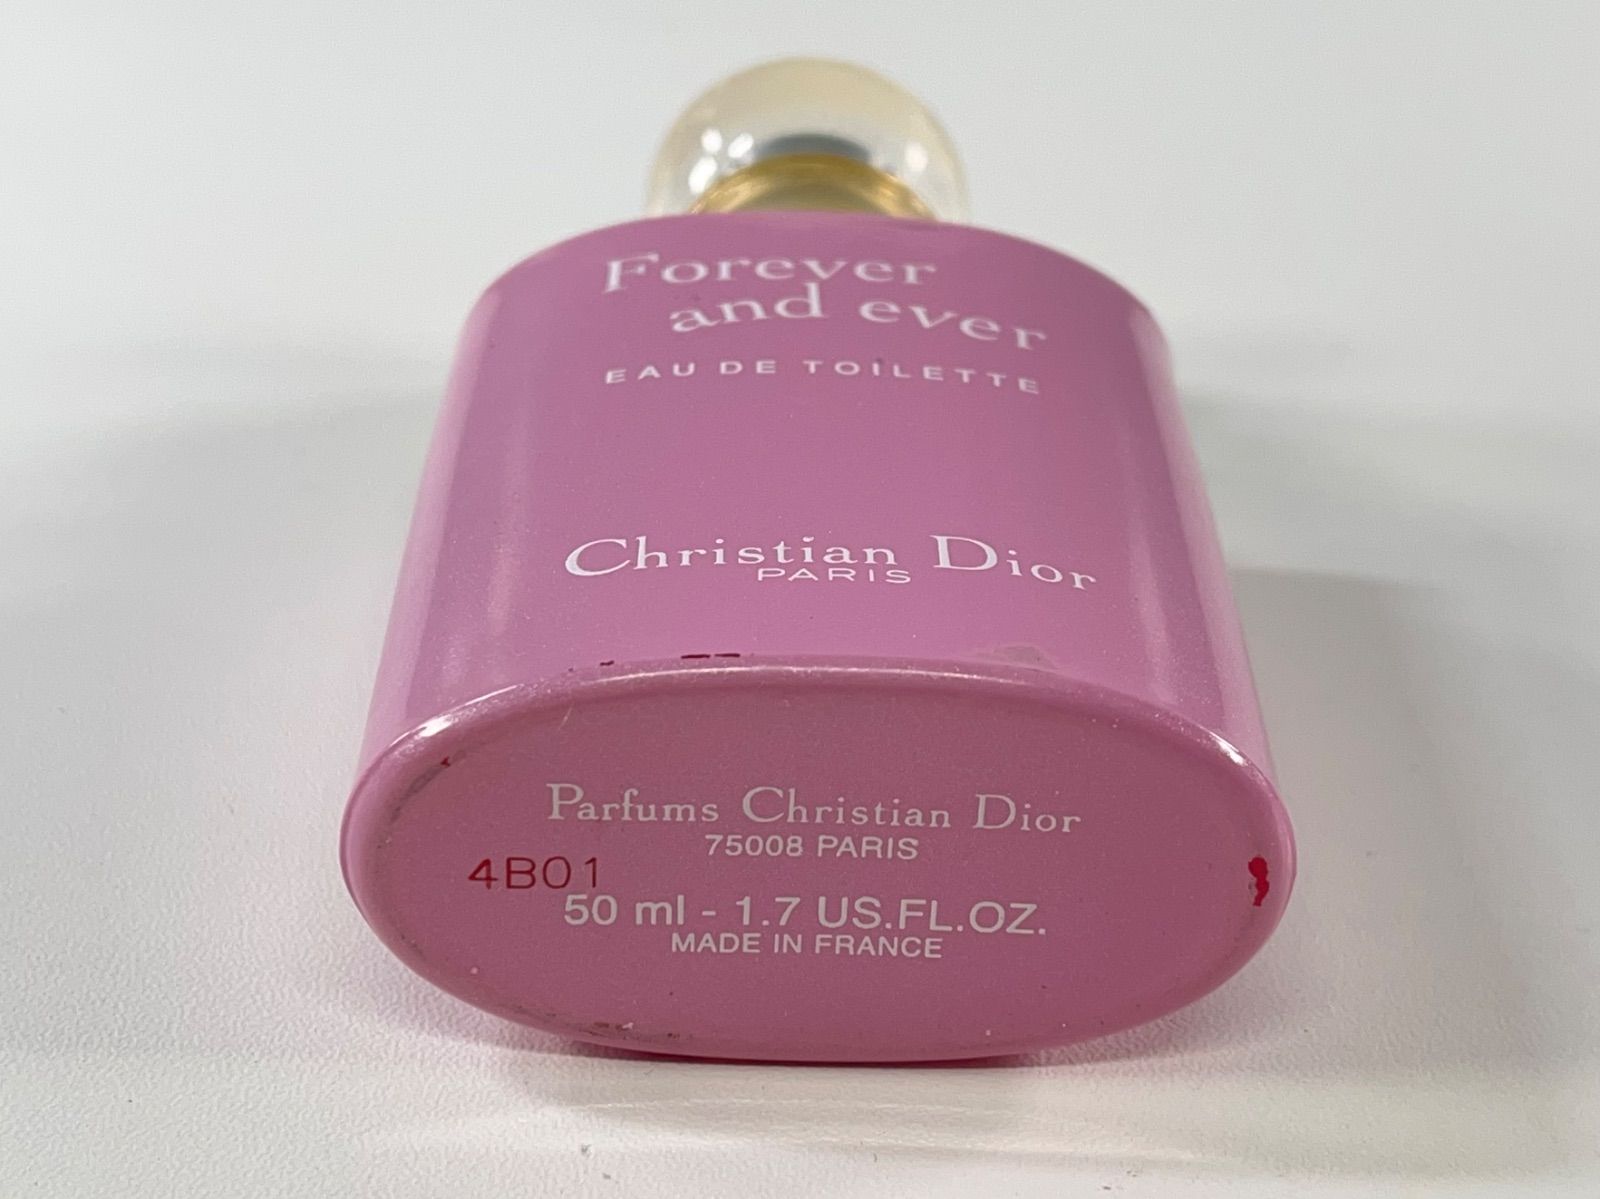 Forever
and ever
EAU DE TOILETTE
Christian Dior
PARIS
Parfums Christian Dior
75008 PARIS
4B01
50 ml - 1.7 US.FL.OZ.
MADE IN FRANCE